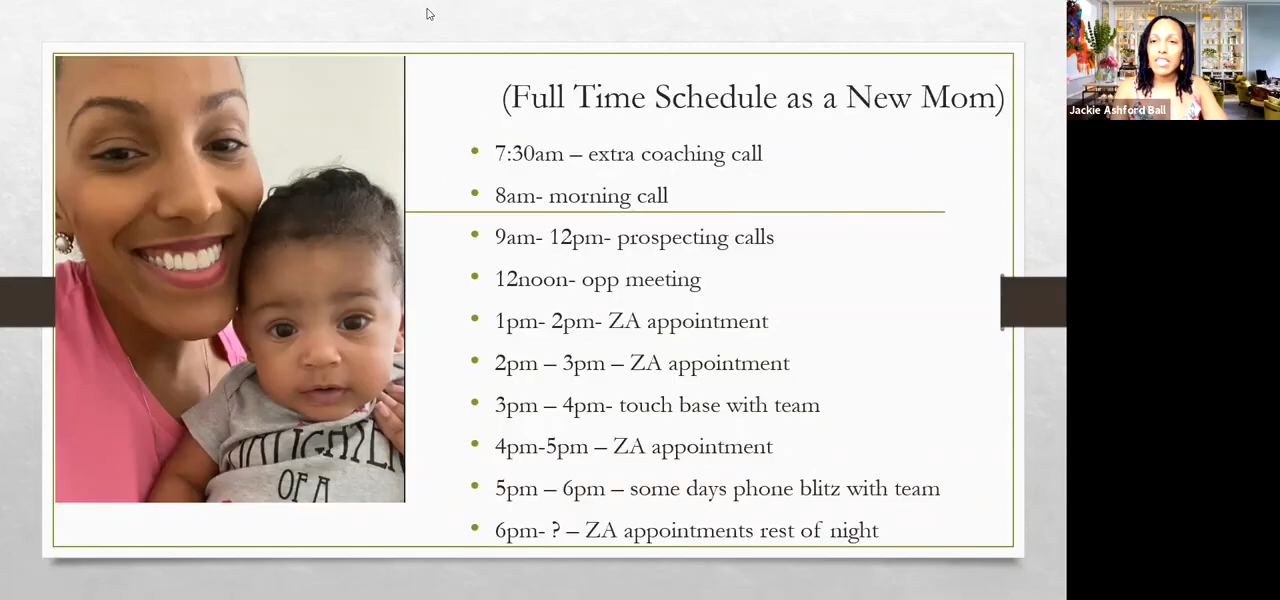 (Full Time Schedule as a New Mom)
• 7:30am – extra coaching call
• 8am- morning call
• 9am- 12pm- prospecting calls
• 12noon- opp meeting
• 1pm- 2pm- ZA appointment
• 2pm – 3pm – ZA appointment
• 3pm – 4pm- touch base with team
• 4pm-5pm – ZA appointment
• 5pm – 6pm – some days phone blitz with team
• 6pm- ? – ZA appointments rest of night
OF A
Jackie Ashford Ball